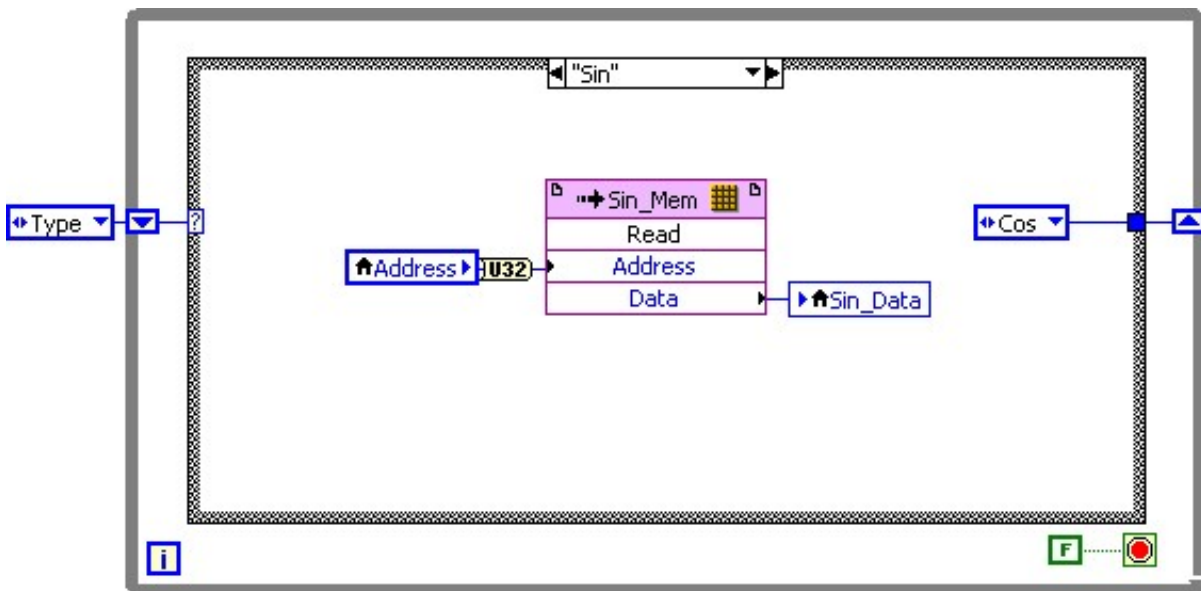 "Sin"
Sin_Mem
Read
Type
Cos
Address
U32
Address
Data
Sin_Data
i
F